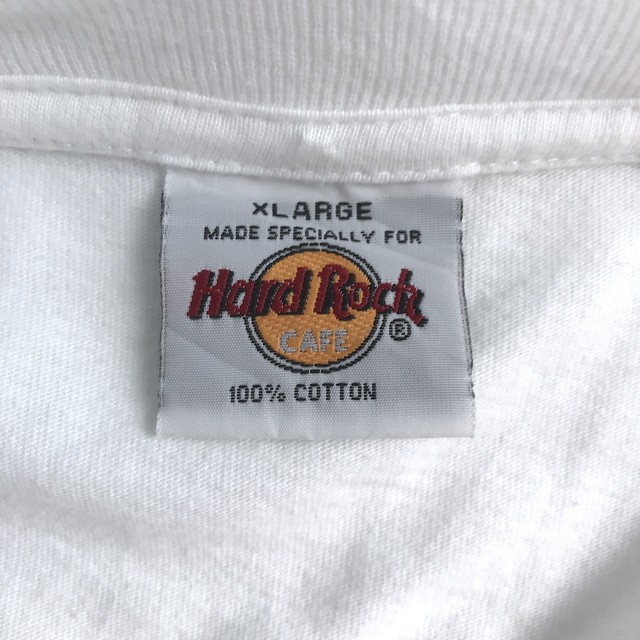 XLARGE
MADE SPECIALLY FOR
Hard Rock
CAFE ®
100% COTTON